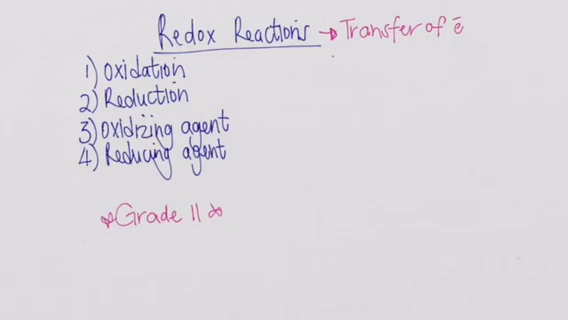 Redox Reactions → Transfer of ē
1) Oxidation
2) Reduction
3) Oxidizing agent
4) Reducing agent
Grade 11